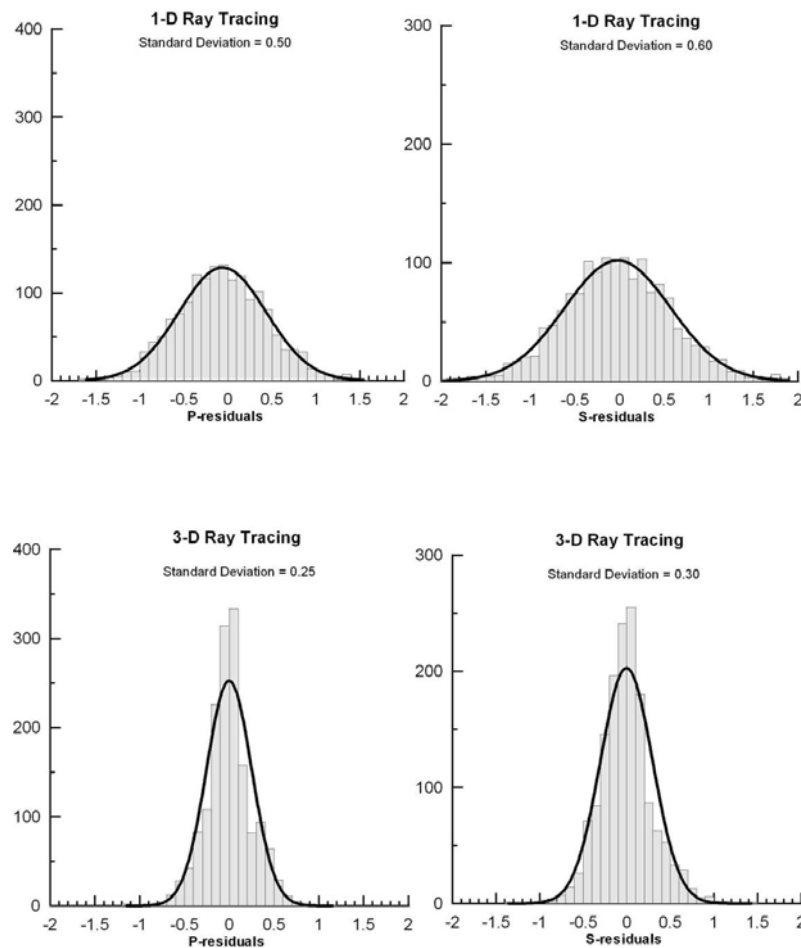 1-D Ray Tracing
Standard Deviation = 0.50
400
300
200
100
0
-2 -1.5 -1 -0.5 0 0.5 1 1.5 2
P-residuals
1-D Ray Tracing
Standard Deviation = 0.60
300
200
100
0
-2 -1.5 -1 -0.5 0 0.5 1 1.5 2
S-residuals
3-D Ray Tracing
Standard Deviation = 0.25
400
300
200
100
0
-2 -1.5 -1 -0.5 0 0.5 1 1.5 2
P-residuals
3-D Ray Tracing
Standard Deviation = 0.30
300
200
100
0
-2 -1.5 -1 -0.5 0 0.5 1 1.5 2
S-residuals